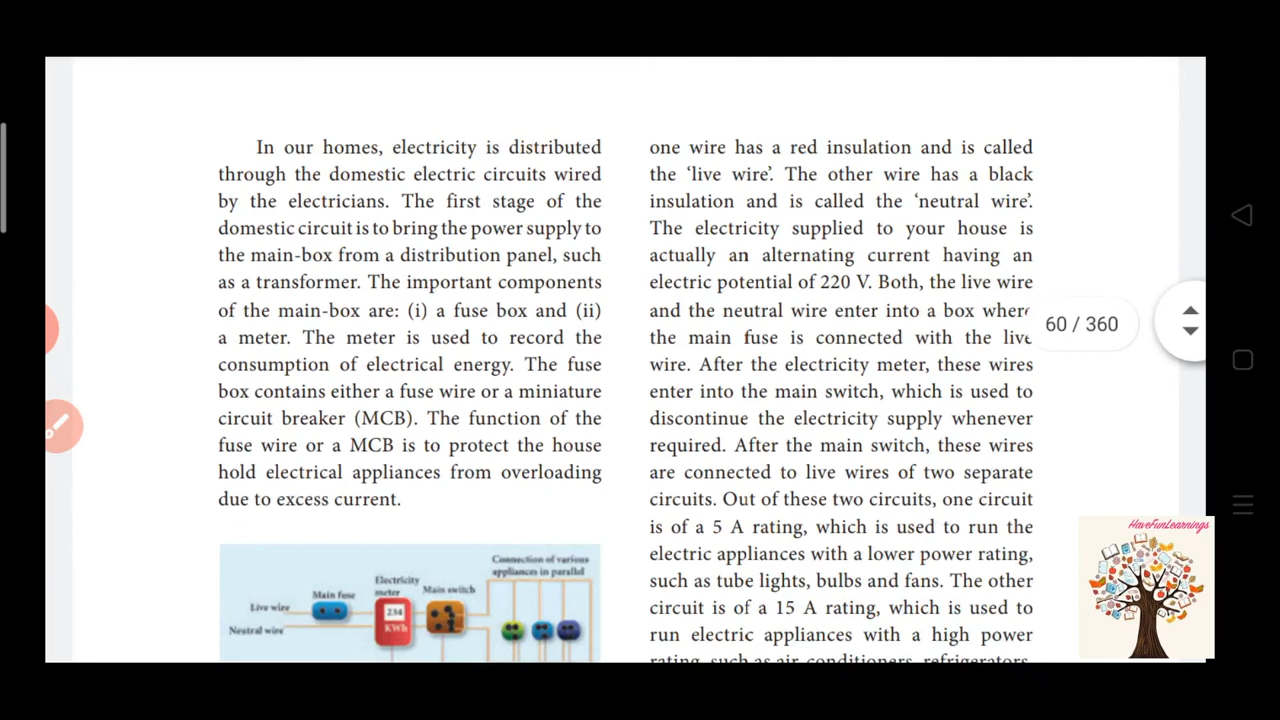 In our homes, electricity is distributed
through the domestic electric circuits wired
by the electricians. The first stage of the
domestic circuit is to bring the power supply to
the main-box from a distribution panel, such
as a transformer. The important components
of the main-box are: (i) a fuse box and (ii)
a meter. The meter is used to record the
consumption of electrical energy. The fuse
box contains either a fuse wire or a miniature
circuit breaker (MCB). The function of the
fuse wire or a MCB is to protect the house
hold electrical appliances from overloading
due to excess current.
Connection of various
appliances in parallel
Electricity
meter
Main switch
Main fuse
Live wire
234
KWh
Neutral wire
one wire has a red insulation and is called
the ‘live wire’. The other wire has a black
insulation and is called the ‘neutral wire’.
The electricity supplied to your house is
actually an alternating current having an
electric potential of 220 V. Both, the live wire
and the neutral wire enter into a box where
the main fuse is connected with the live
wire. After the electricity meter, these wires
enter into the main switch, which is used to
discontinue the electricity supply whenever
required. After the main switch, these wires
are connected to live wires of two separate
circuits. Out of these two circuits, one circuit
is of a 5 A rating, which is used to run the
electric appliances with a lower power rating,
such as tube lights, bulbs and fans. The other
circuit is of a 15 A rating, which is used to
run electric appliances with a high power
rating, such as air conditioners, refrigerators,
60 / 360
HaveFunLearnings